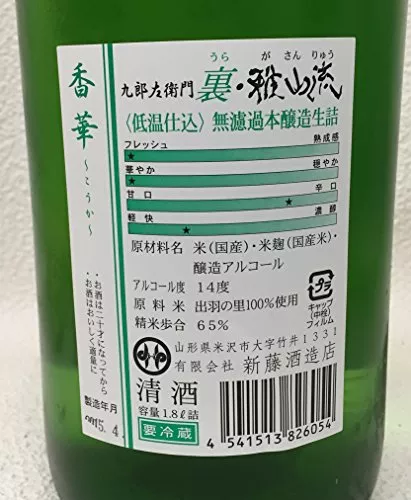 香華
～こうか～
・お酒は二十才になってから
・お酒はおいしく適量に
製造年月
15. 4
うら がさんりゅう
九郎左衛門 裏・雅山流
〈低温仕込〉無濾過本醸造生詰
フレッシュ 熟成感
★
華やか 穏やか
★
甘口 辛口
★
軽快 濃醇
★
原材料名 米(国産)・米麹(国産米)・
醸造アルコール
アルコール度 14度
原料米 出羽の里100%使用
精米歩合 65%
キャップ
(中栓)
フィルム
山形県米沢市大字竹井1331
有限会社 新藤酒造店
清酒
容量 1.8ℓ詰
要冷蔵
4 541513 826054